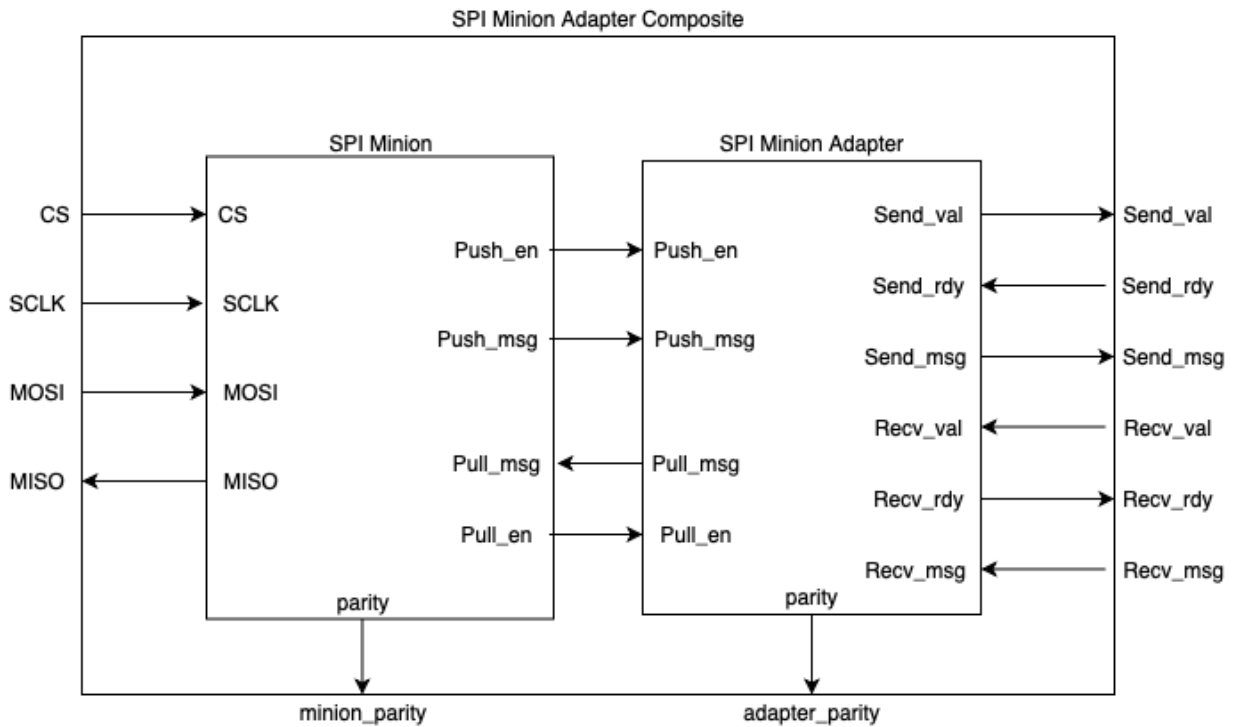 SPI Minion Adapter Composite
SPI Minion
SPI Minion Adapter
CS
CS
Send_val
Send_val
Push_en
Push_en
Send_rdy
Send_rdy
SCLK
SCLK
Push_msg
Push_msg
Send_msg
Send_msg
MOSI
MOSI
Recv_val
Recv_val
Pull_msg
Pull_msg
MISO
MISO
Recv_rdy
Recv_rdy
Pull_en
Pull_en
Recv_msg
Recv_msg
parity
parity
minion_parity
adapter_parity